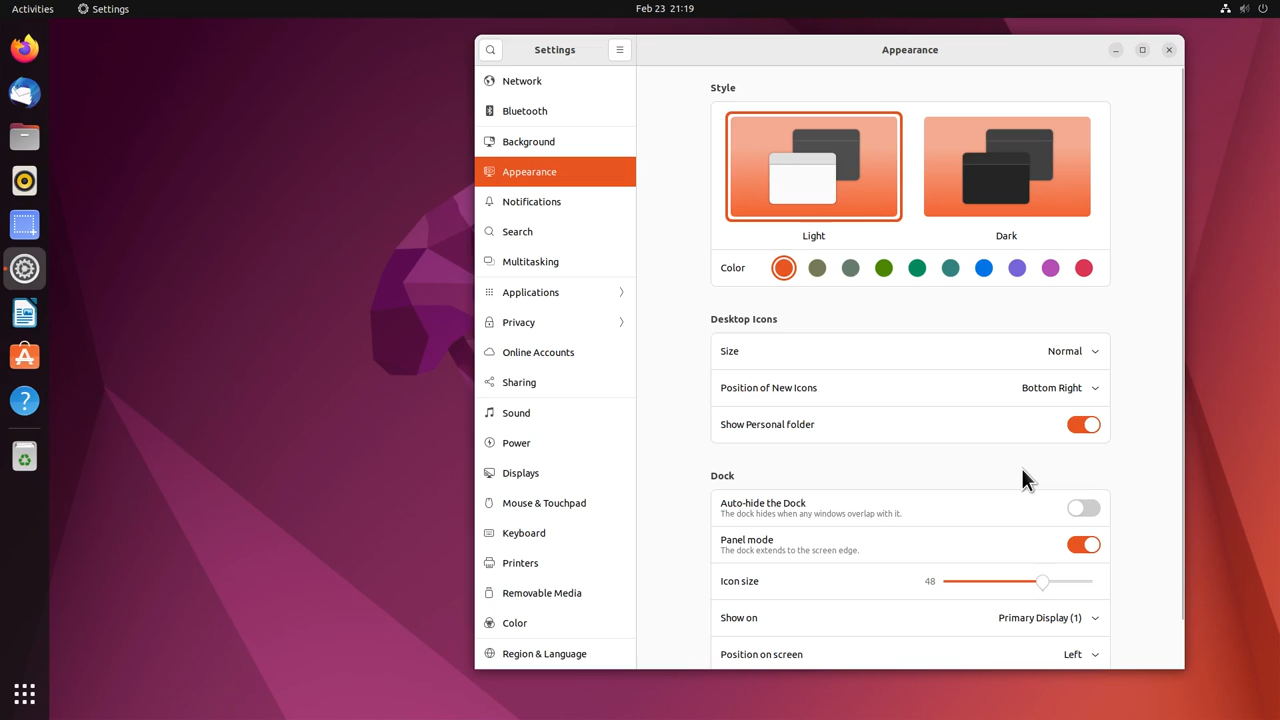 Activities
Settings
Feb 23 21:19
Settings
Appearance
Network
Bluetooth
Background
Appearance
Notifications
Search
Multitasking
Applications
Privacy
Online Accounts
Sharing
Sound
Power
Displays
Mouse & Touchpad
Keyboard
Printers
Removable Media
Color
Region & Language
Style
Light
Dark
Color
Desktop Icons
Size
Normal
Position of New Icons
Bottom Right
Show Personal folder
Dock
Auto-hide the Dock
The dock hides when any windows overlap with it.
Panel mode
The dock extends to the screen edge.
Icon size
48
Show on
Primary Display (1)
Position on screen
Left